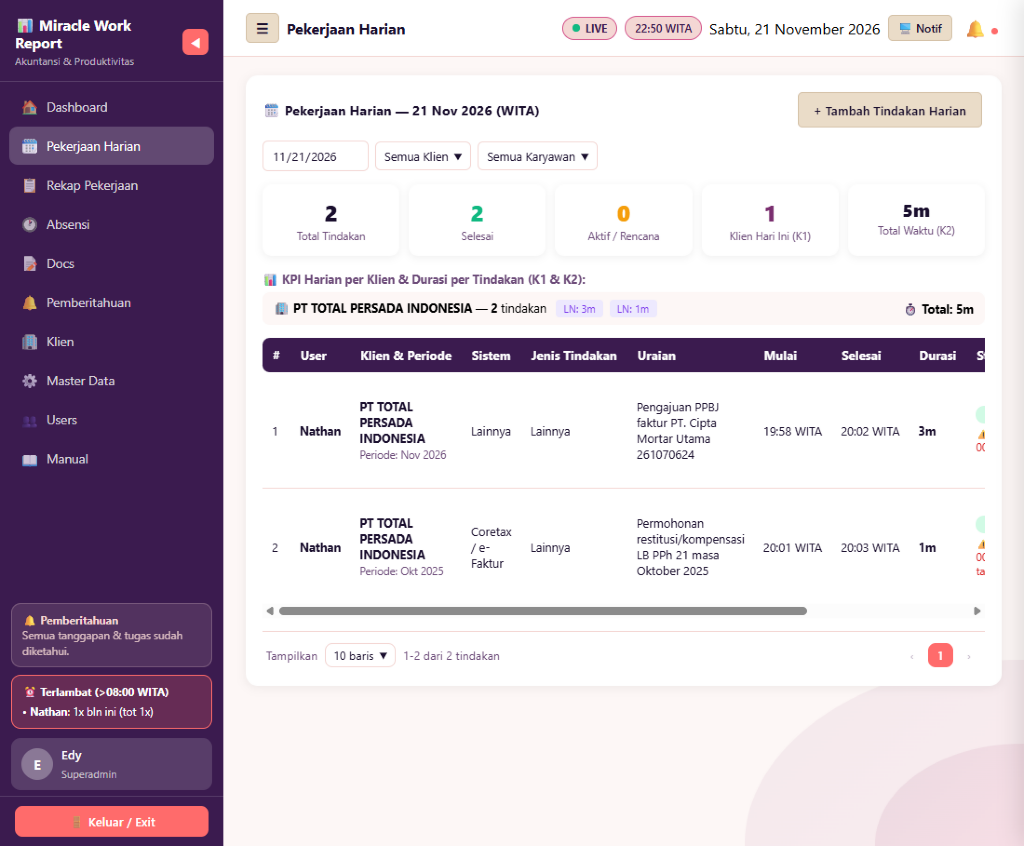 Miracle Work
Report
Akuntansi & Produktivitas
Dashboard
Pekerjaan Harian
Rekap Pekerjaan
Absensi
Docs
Pemberitahuan
Klien
Master Data
Users
Manual
Pemberitahuan
Semua tanggapan & tugas sudah
diketahui.
Terlambat (>08:00 WITA)
• Nathan: 1x bln ini (tot 1x)
E
Edy
Superadmin
Keluar / Exit
☰ Pekerjaan Harian
LIVE
22:50 WITA
Sabtu, 21 November 2026
Notif
Pekerjaan Harian — 21 Nov 2026 (WITA)
+ Tambah Tindakan Harian
11/21/2026
Semua Klien ▼
Semua Karyawan ▼
2
Total Tindakan
2
Selesai
0
Aktif / Rencana
1
Klien Hari Ini (K1)
5m
Total Waktu (K2)
KPI Harian per Klien & Durasi per Tindakan (K1 & K2):
PT TOTAL PERSADA INDONESIA — 2 tindakan LN: 3m LN: 1m
Total: 5m
# User Klien & Periode Sistem Jenis Tindakan Uraian Mulai Selesai Durasi
1
Nathan
PT TOTAL
PERSADA
INDONESIA
Periode: Nov 2026
Lainnya
Lainnya
Pengajuan PPBJ
faktur PT. Cipta
Mortar Utama
261070624
19:58 WITA
20:02 WITA
3m
2
Nathan
PT TOTAL
PERSADA
INDONESIA
Periode: Okt 2025
Coretax
/ e-
Faktur
Lainnya
Permohonan
restitusi/kompensasi
LB PPh 21 masa
Oktober 2025
20:01 WITA
20:03 WITA
1m
Tampilkan 10 baris ▼ 1-2 dari 2 tindakan
‹ 1 ›